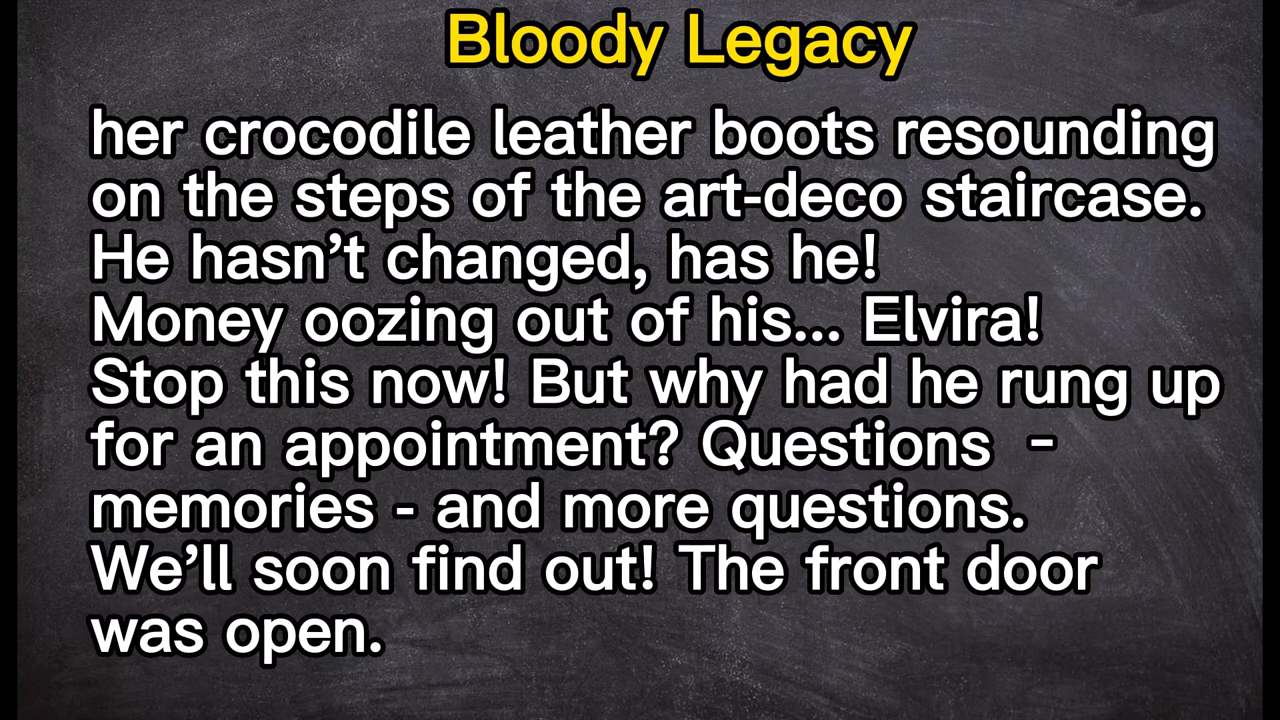 Bloody Legacy
her crocodile leather boots resounding
on the steps of the art-deco staircase.
He hasn’t changed, has he!
Money oozing out of his... Elvira!
Stop this now! But why had he rung up
for an appointment? Questions  -
memories - and more questions.
We’ll soon find out! The front door
was open.